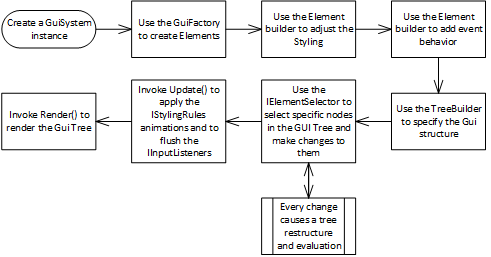 Create a GuiSystem
instance
Use the GuiFactory
to create Elements
Use the Element
builder to adjust the
Styling
Use the Element
builder to add event
behavior
Use the TreeBuilder
to specify the Gui
structure
Use the
IElementSelector to
select specific nodes
in the GUI Tree and
make changes to
them
Invoke Update() to
apply the
IStylingRules
animations and to
flush the
IInputListeners
Invoke Render() to
render the Gui Tree
Every change
causes a tree
restructure
and evaluation